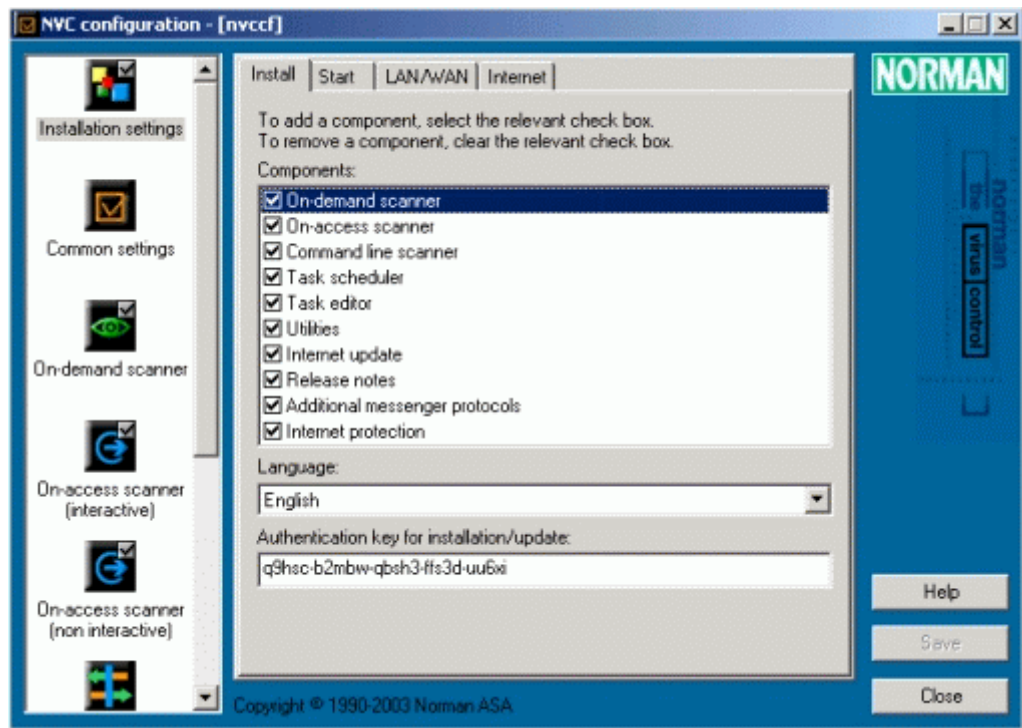 NVC configuration - [nvccf]
Installation settings
Common settings
On-demand scanner
On-access scanner
(interactive)
On-access scanner
(non interactive)
Install
Start
LAN/WAN
Internet
To add a component, select the relevant check box.
To remove a component, clear the relevant check box.
Components:
On-demand scanner
On-access scanner
Command line scanner
Task scheduler
Task editor
Utilities
Internet update
Release notes
Additional messenger protocols
Internet protection
Language:
English
Authentication key for installation/update:
q9hsc-b2mbw-qbsh3-ffs3d-uu6xi
NORMAN
norman
the virus control
Help
Save
Close
Copyright © 1990-2003 Norman ASA